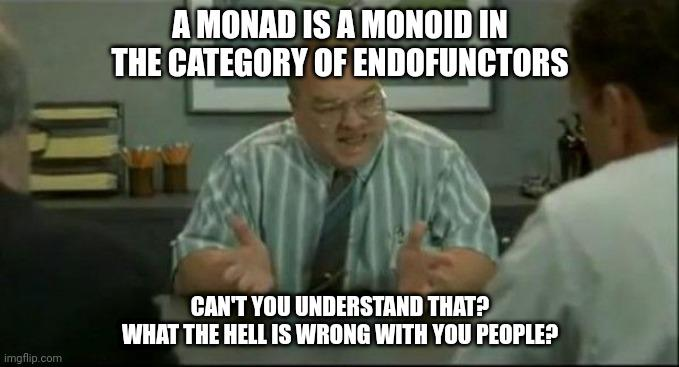 A MONAD IS A MONOID IN
THE CATEGORY OF ENDOFUNCTORS
CAN'T YOU UNDERSTAND THAT?
WHAT THE HELL IS WRONG WITH YOU PEOPLE?
imgflip.com